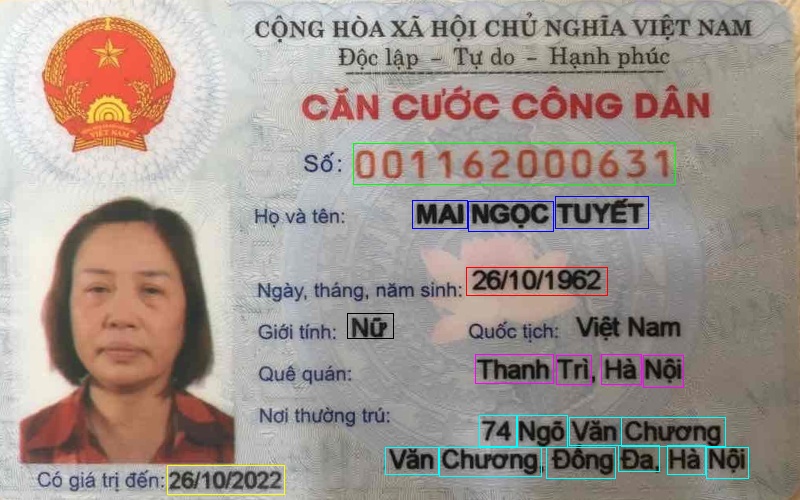 CỘNG HÒA XÃ HỘI CHỦ NGHĨA VIỆT NAM
Độc lập - Tự do - Hạnh phúc
CĂN CƯỚC CÔNG DÂN
Số: 001162000631
Họ và tên: MAI NGỌC TUYẾT
Ngày, tháng, năm sinh: 26/10/1962
Giới tính: Nữ Quốc tịch: Việt Nam
Quê quán: Thanh Trì, Hà Nội
Nơi thường trú: 74 Ngõ Văn Chương
Văn Chương, Đống Đa, Hà Nội
Có giá trị đến: 26/10/2022
VIỆT NAM